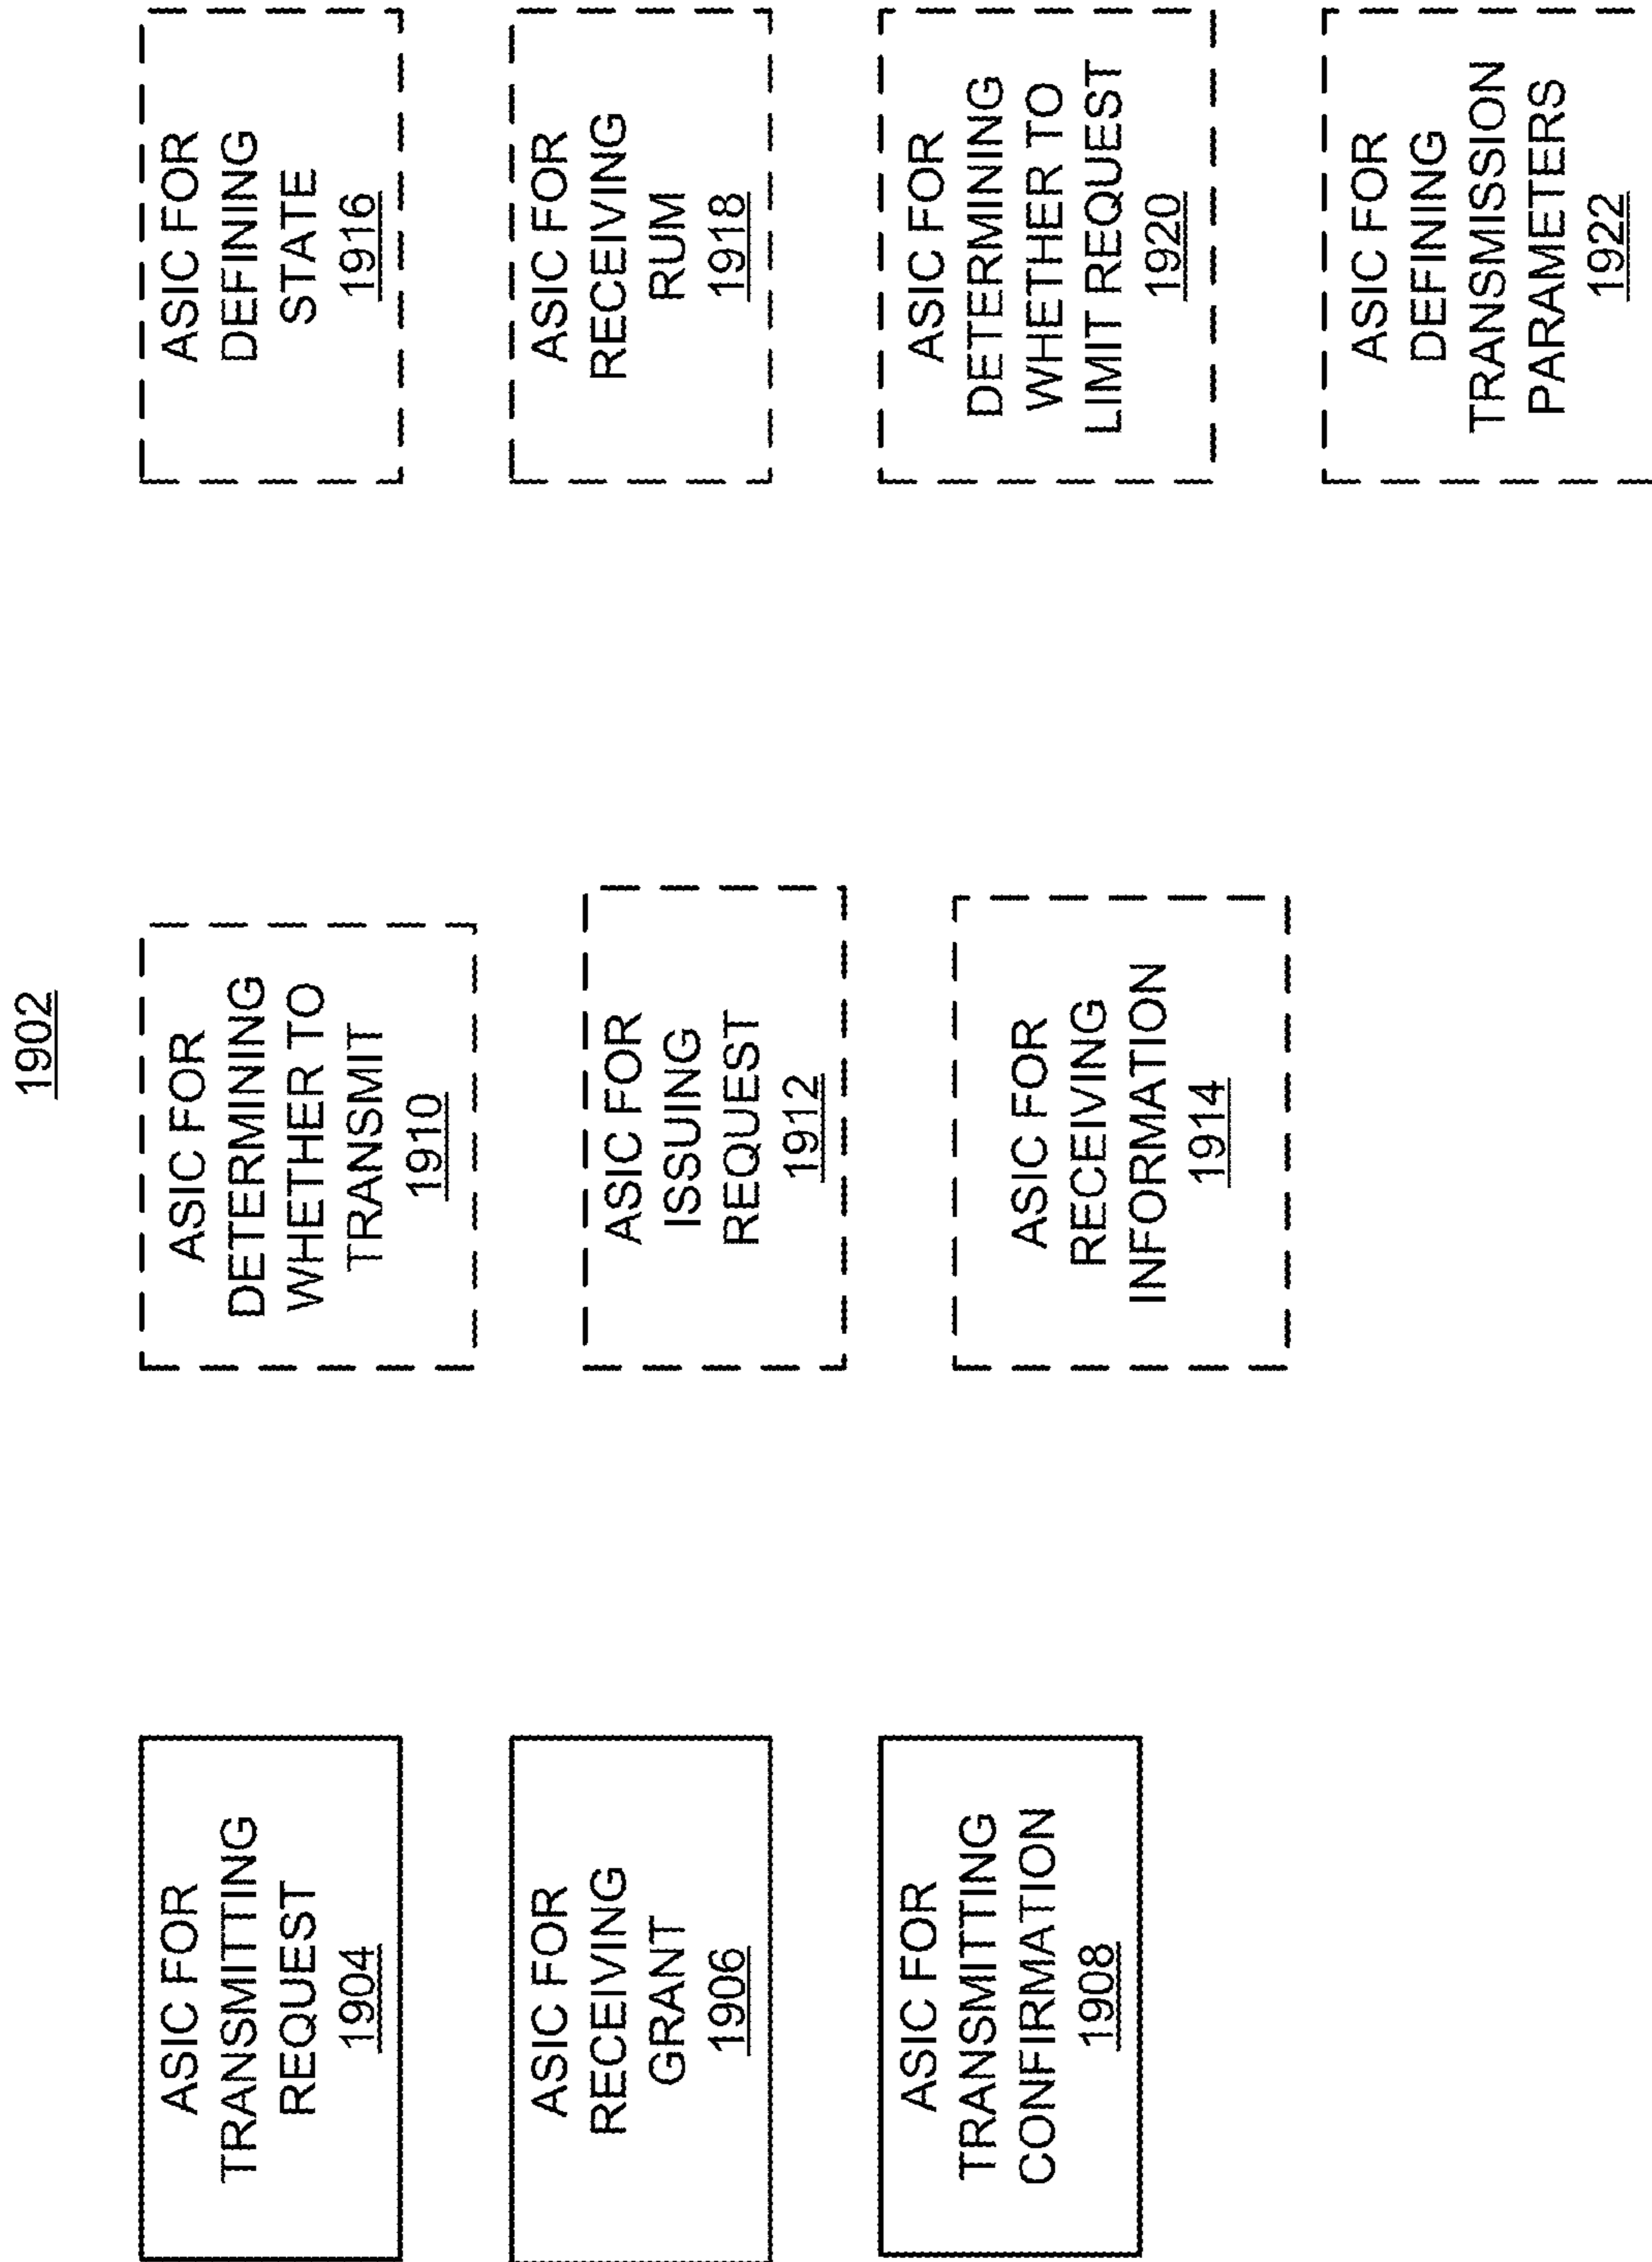 1902
ASIC FOR
TRANSMITTING
REQUEST
1904
ASIC FOR
RECEIVING
GRANT
1906
ASIC FOR
TRANSMITTING
CONFIRMATION
1908
ASIC FOR
DETERMINING
WHETHER TO
TRANSMIT
1910
ASIC FOR
ISSUING
REQUEST
1912
ASIC FOR
RECEIVING
INFORMATION
1914
ASIC FOR
DEFINING
STATE
1916
ASIC FOR
RECEIVING
RUM
1918
ASIC FOR
DETERMINING
WHETHER TO
LIMIT REQUEST
1920
ASIC FOR
DEFINING
TRANSMISSION
PARAMETERS
1922